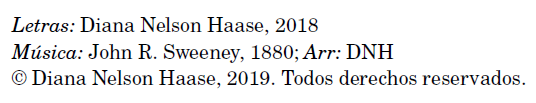 Letras: Diana Nelson Haase, 2018
Música: John R. Sweeney, 1880; Arr: DNH
© Diana Nelson Haase, 2019. Todos derechos reservados.